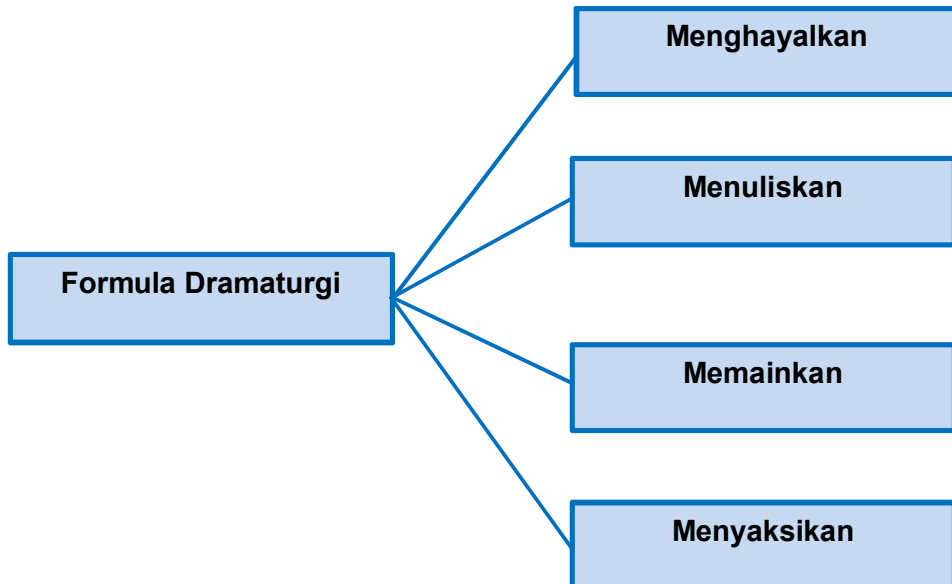 Menghayalkan
Menuliskan
Formula Dramaturgi
Memainkan
Menyaksikan